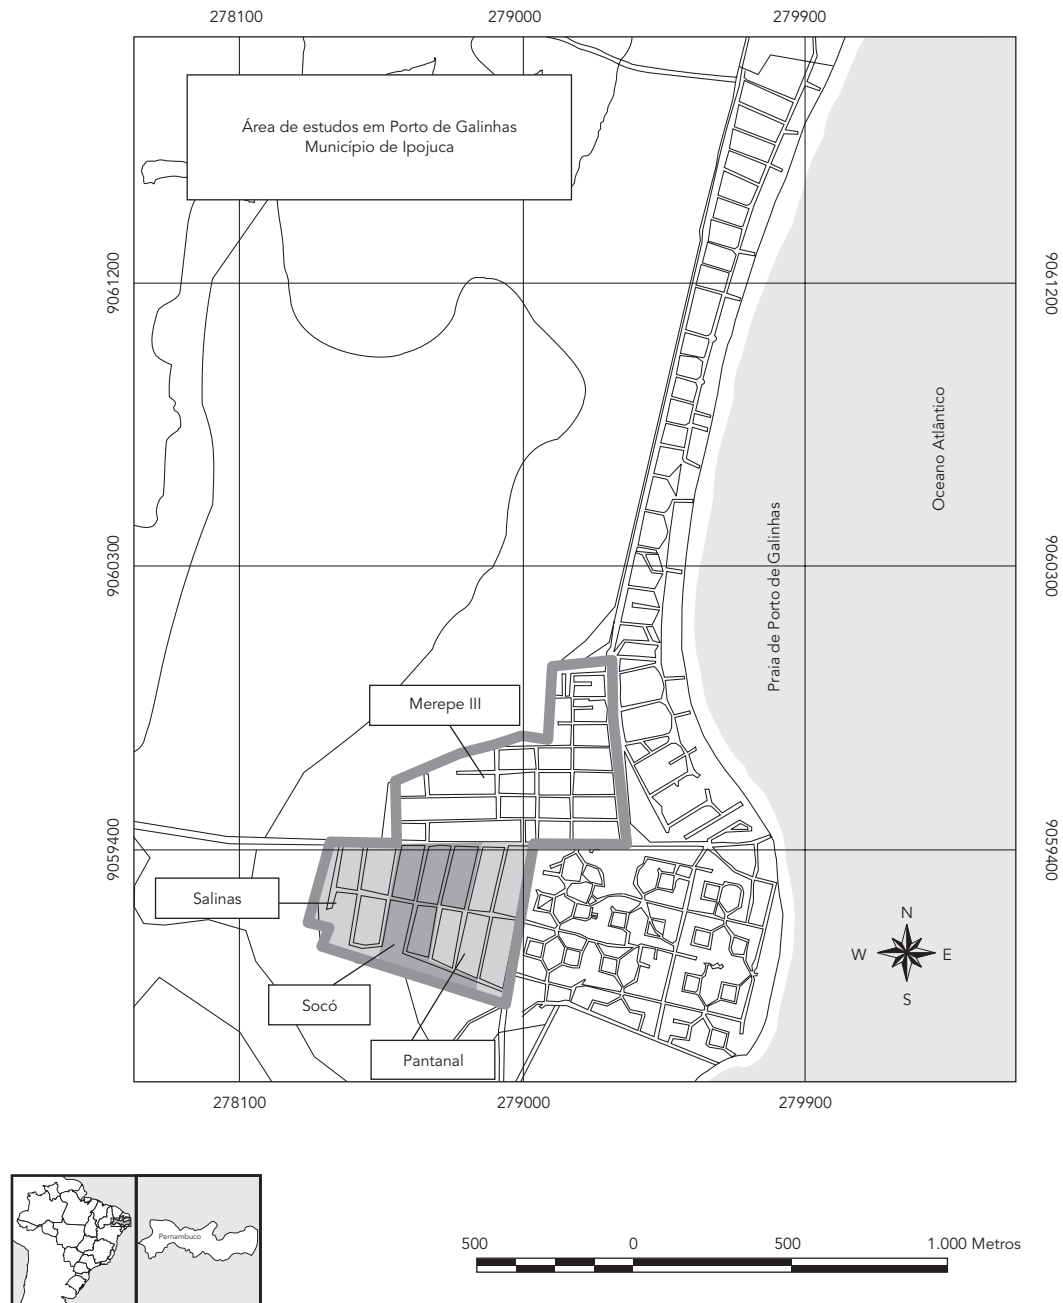 278100 279000 279900
Área de estudos em Porto de Galinhas
Município de Ipojuca
9061200
9061200
Oceano Atlântico
Praia de Porto de Galinhas
9060300
9060300
Merepe III
9059400
9059400
Salinas
N
W E
S
Socó
Pantanal
278100 279000 279900
Pernambuco
500 0 500 1.000 Metros